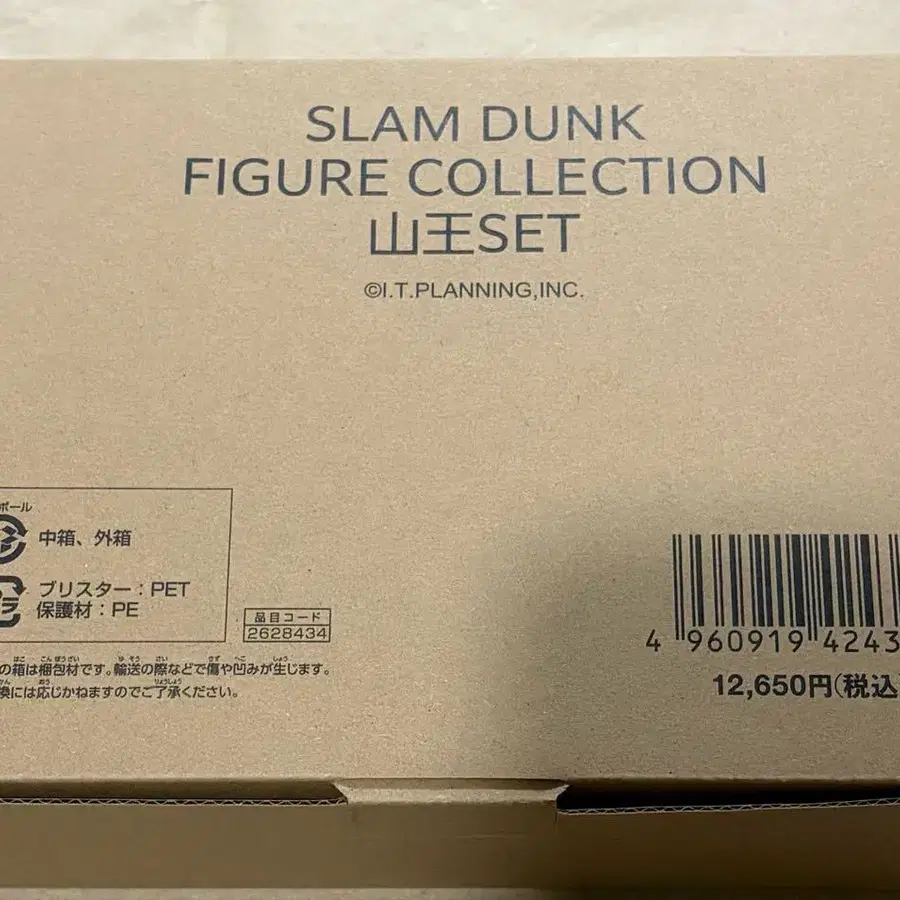 SLAM DUNK
FIGURE COLLECTION
山王SET
©I.T.PLANNING,INC.
ボール
中箱、外箱
プラ
ブリスター：PET
保護材：PE
品目コード
2628434
の箱は梱包材です。輸送の際などで傷や凹みが生じます。
換には応じかねますのでご了承ください。
4 960919 4243
12,650円(税込